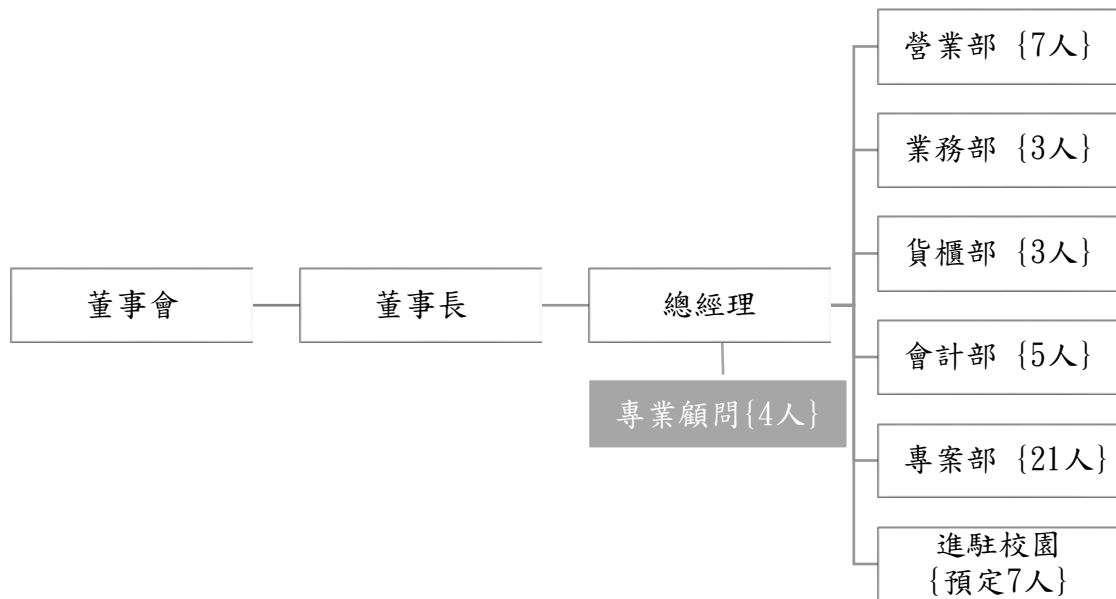 董事會
董事長
總經理
專業顧問{4人}
營業部 {7人}
業務部 {3人}
貨櫃部 {3人}
會計部 {5人}
專案部 {21人}
進駐校園
{預定7人}